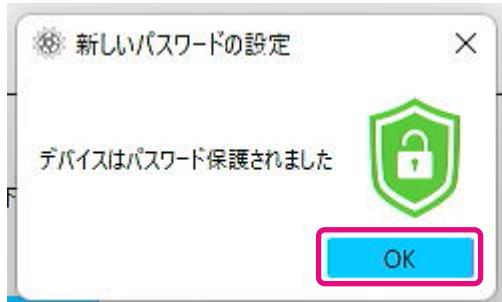 新しいパスワードの設定
デバイスはパスワード保護されました
下
OK